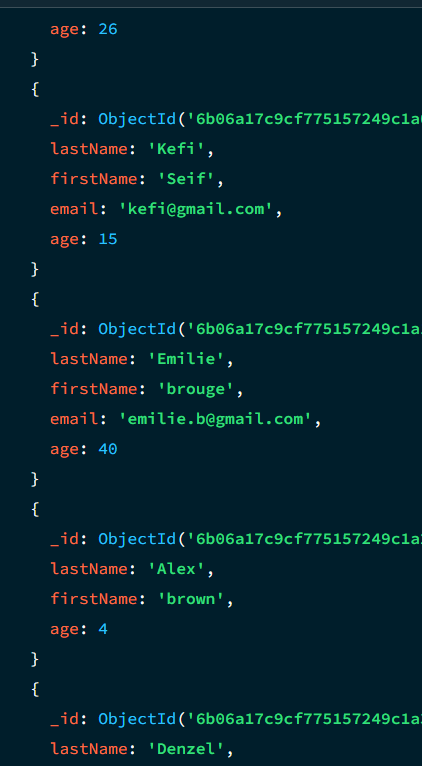 age: 26
}
{
_id: ObjectId('6b06a17c9cf775157249c1a
lastName: 'Kefi',
firstName: 'Seif',
email: 'kefi@gmail.com',
age: 15
}
{
_id: ObjectId('6b06a17c9cf775157249c1a
lastName: 'Emilie',
firstName: 'brouge',
email: 'emilie.b@gmail.com',
age: 40
}
{
_id: ObjectId('6b06a17c9cf775157249c1a
lastName: 'Alex',
firstName: 'brown',
age: 4
}
{
_id: ObjectId('6b06a17c9cf775157249c1a
lastName: 'Denzel',